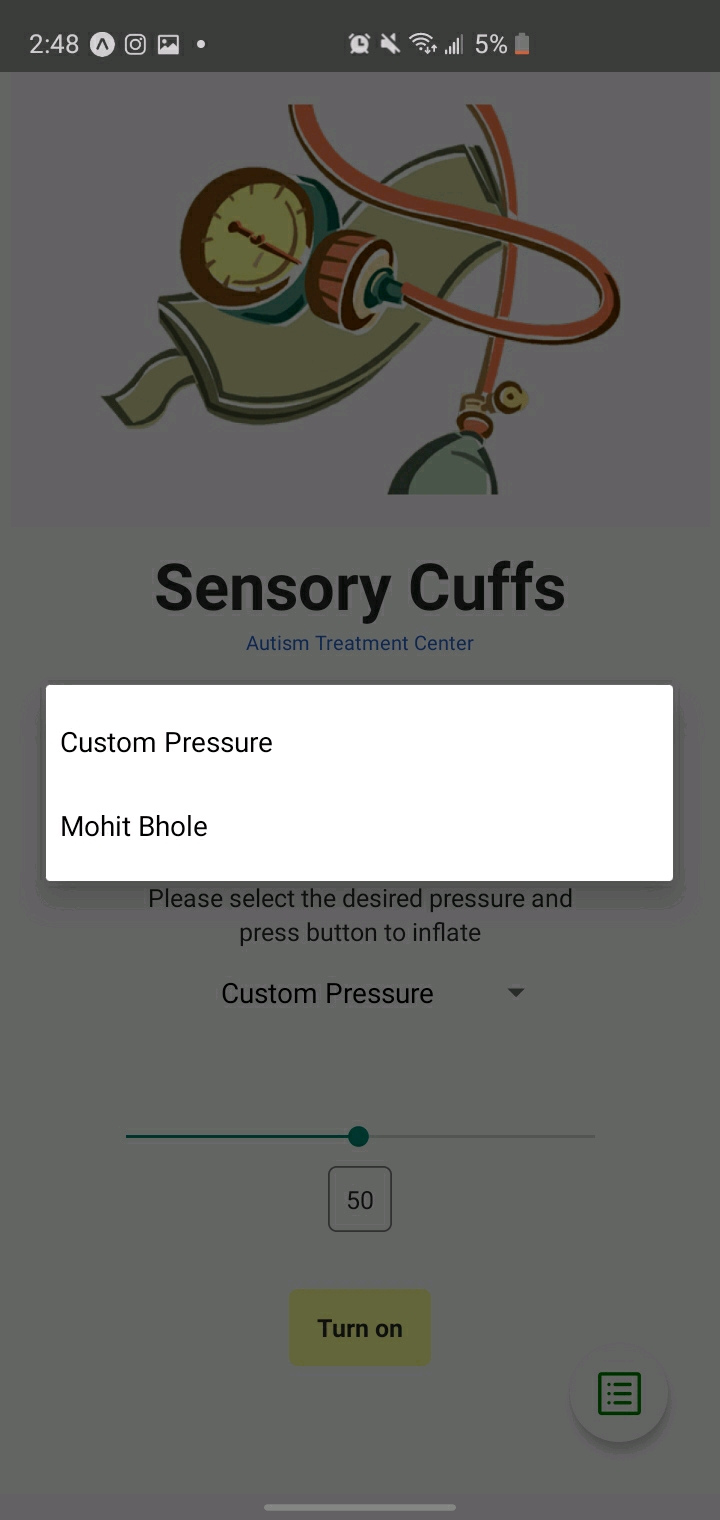 2:48
5%
Sensory Cuffs
Autism Treatment Center
Custom Pressure
Mohit Bhole
Please select the desired pressure and
press button to inflate
Custom Pressure
50
Turn on